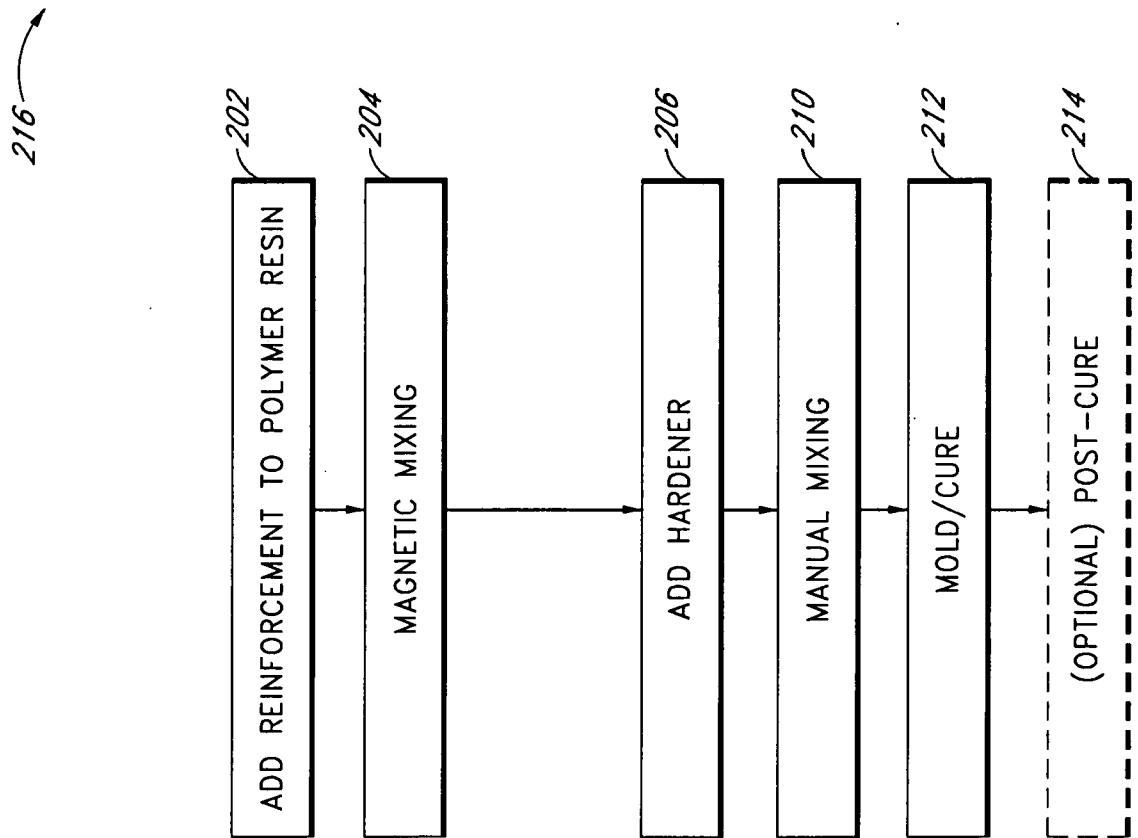 216
202
ADD REINFORCEMENT TO POLYMER RESIN
204
MAGNETIC MIXING
206
ADD HARDENER
210
MANUAL MIXING
212
MOLD/CURE
214
(OPTIONAL) POST-CURE